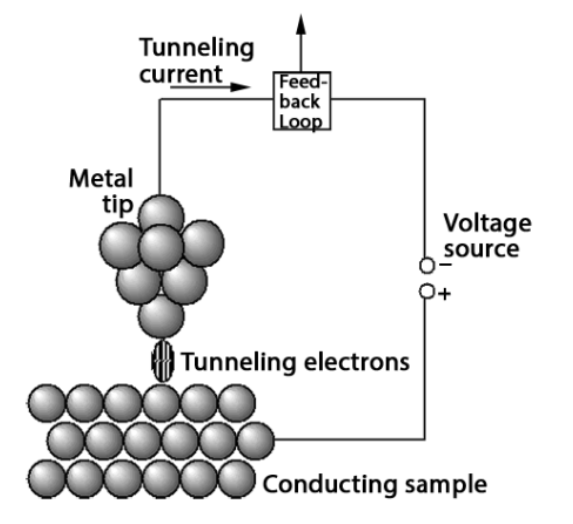 Tunneling
current
Feed-
back
Loop
Metal
tip
Voltage
source
−
+
Tunneling electrons
Conducting sample